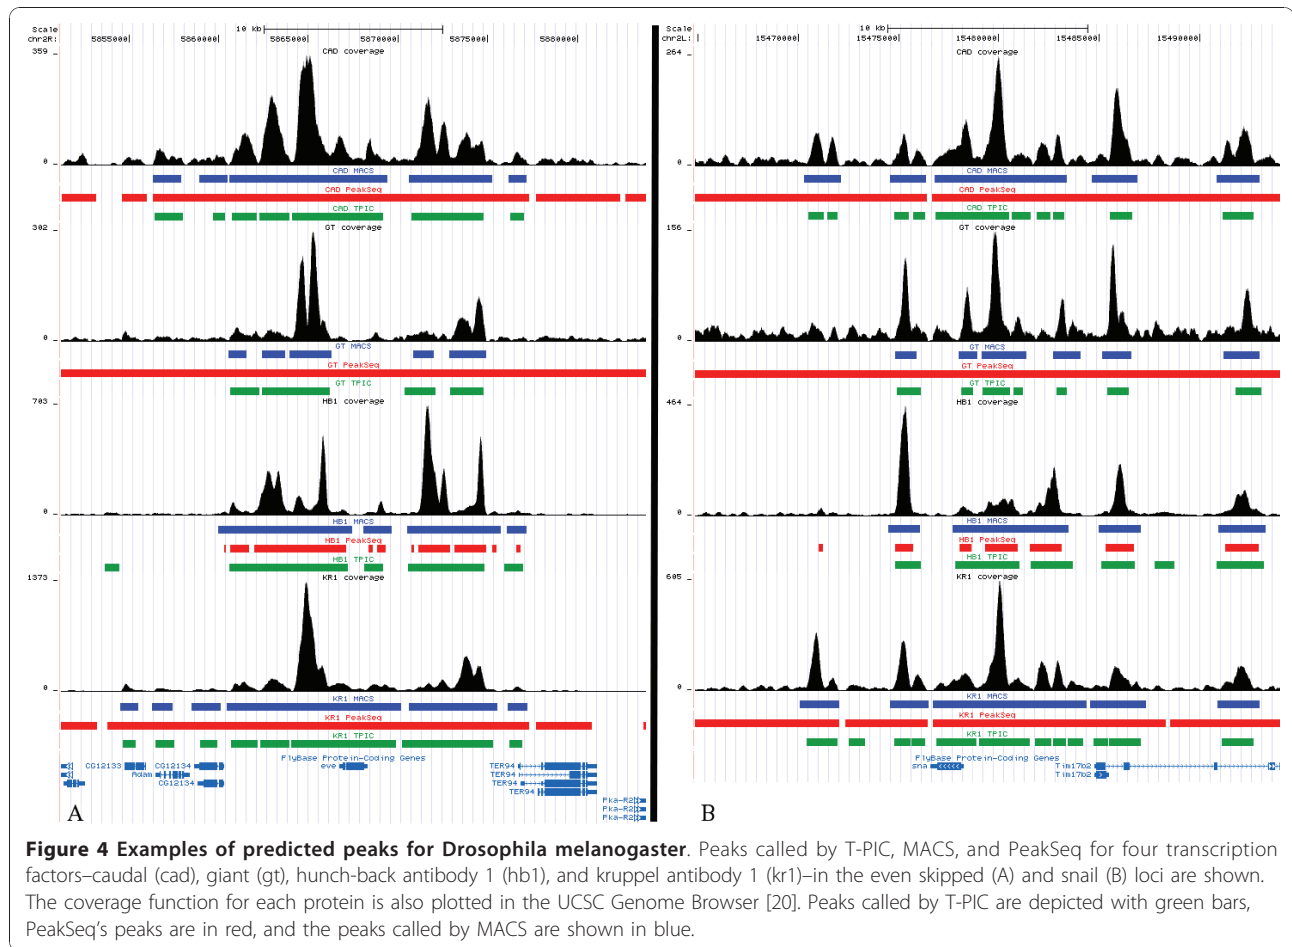 Scale 10 kb
chr2R: 5855000 5860000 5865000 5870000 5875000 5880000
CAD coverage
359
0
CAD MACS
CAD PeakSeq
CAD TPIC
GT coverage
302
0
GT MACS
GT PeakSeq
GT TPIC
HB1 coverage
703
0
HB1 MACS
HB1 PeakSeq
HB1 TPIC
KR1 coverage
1373
0
KR1 MACS
KR1 PeakSeq
KR1 TPIC
FlyBase Protein-Coding Genes
CG12133 CG12134 eve TER94
Adam TER94
CG12134 TER94
TER94
Pka-R2
Pka-R2
Pka-R2
A
Scale 10 kb
chr2L: 15470000 15475000 15480000 15485000 15490000
CAD coverage
264
0
CAD MACS
CAD PeakSeq
CAD TPIC
GT coverage
156
0
GT MACS
GT PeakSeq
GT TPIC
HB1 coverage
464
0
HB1 MACS
HB1 PeakSeq
HB1 TPIC
KR1 coverage
605
0
KR1 MACS
KR1 PeakSeq
KR1 TPIC
FlyBase Protein-Coding Genes
sna Tim17b2
Tim17b2
B
Figure 4 Examples of predicted peaks for Drosophila melanogaster. Peaks called by T-PIC, MACS, and PeakSeq for four transcription
factors–caudal (cad), giant (gt), hunch-back antibody 1 (hb1), and kruppel antibody 1 (kr1)–in the even skipped (A) and snail (B) loci are shown.
The coverage function for each protein is also plotted in the UCSC Genome Browser [20]. Peaks called by T-PIC are depicted with green bars,
PeakSeq's peaks are in red, and the peaks called by MACS are shown in blue.